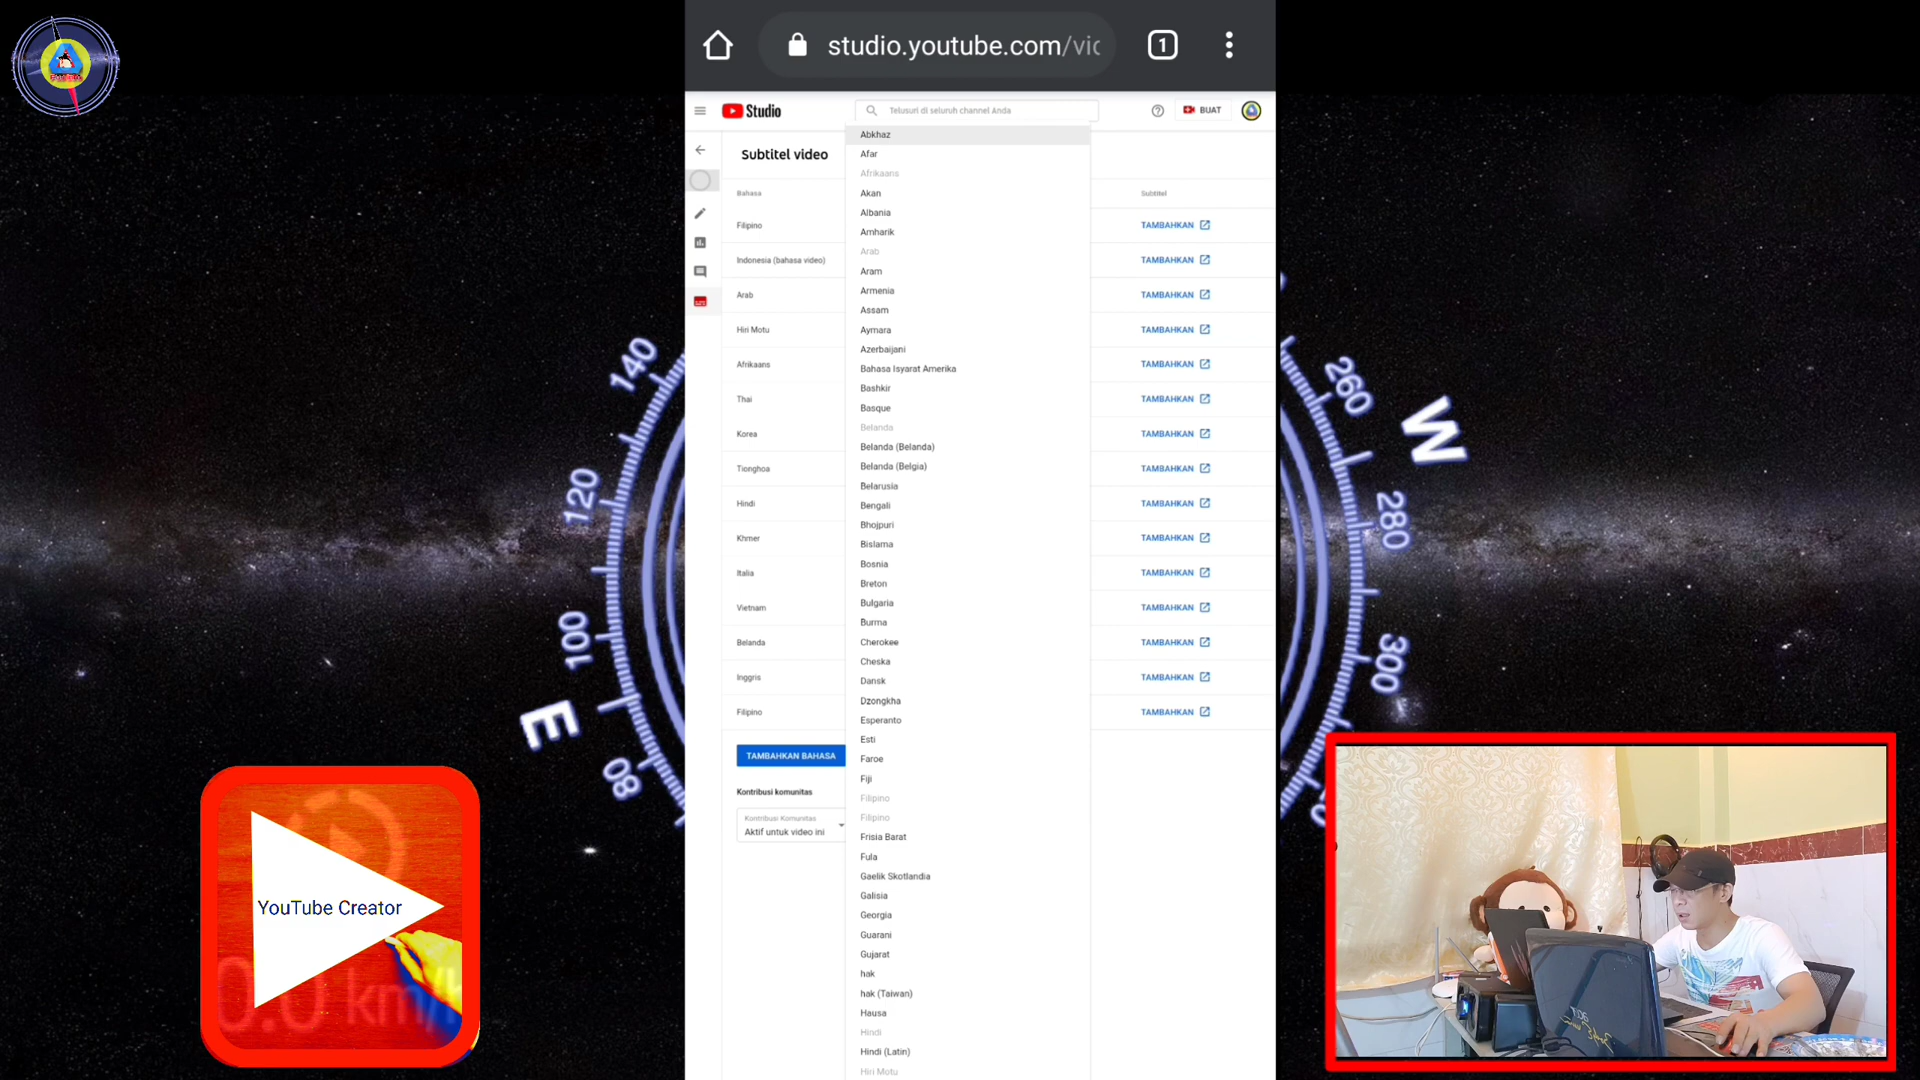 studio.youtube.com/vic
1
Studio
Telusuri di seluruh channel Anda
BUAT
Subtitel video
Bahasa
Subtitel
Filipino
TAMBAHKAN
Indonesia (bahasa video)
TAMBAHKAN
Arab
TAMBAHKAN
Hiri Motu
TAMBAHKAN
Afrikaans
TAMBAHKAN
Thai
TAMBAHKAN
Korea
TAMBAHKAN
Tionghoa
TAMBAHKAN
Hindi
TAMBAHKAN
Khmer
TAMBAHKAN
Italia
TAMBAHKAN
Vietnam
TAMBAHKAN
Belanda
TAMBAHKAN
Inggris
TAMBAHKAN
Filipino
TAMBAHKAN
TAMBAHKAN BAHASA
Kontribusi komunitas
Kontribusi Komunitas
Aktif untuk video ini
Abkhaz
Afar
Afrikaans
Akan
Albania
Amharik
Arab
Aram
Armenia
Assam
Aymara
Azerbaijani
Bahasa Isyarat Amerika
Bashkir
Basque
Belanda
Belanda (Belanda)
Belanda (Belgia)
Belarusia
Bengali
Bhojpuri
Bislama
Bosnia
Breton
Bulgaria
Burma
Cherokee
Cheska
Dansk
Dzongkha
Esperanto
Esti
Faroe
Fiji
Filipino
Filipino
Frisia Barat
Fula
Gaelik Skotlandia
Galisia
Georgia
Guarani
Gujarat
hak
hak (Taiwan)
Hausa
Hindi
Hindi (Latin)
Hiri Motu
140
120
100
E
80
260
W
280
300
YouTube Creator
0.0 km/